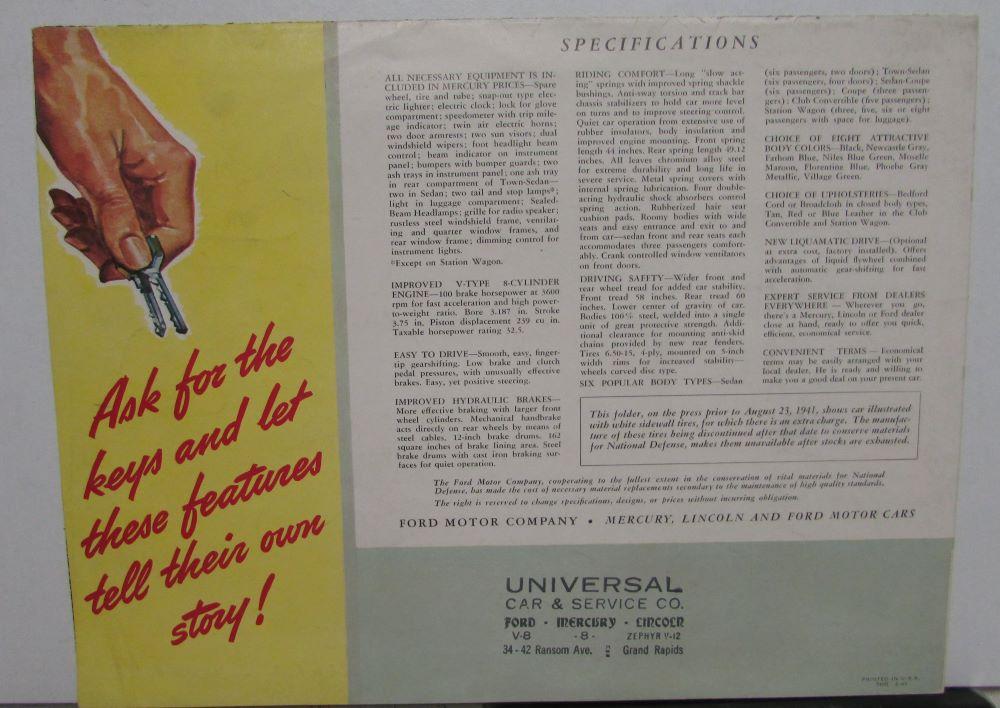 Ask for the
keys and let
these features
tell their own
story!
SPECIFICATIONS
ALL NECESSARY EQUIPMENT IS IN-
CLUDED IN MERCURY PRICES—Spare
wheel, tire and tube; snap-out type elec-
tric lighter; electric clock; lock for glove
compartment; speedometer with trip mile-
age indicator; twin air electric horns;
two door armrests; two sun visors; dual
windshield wipers; foot headlight beam
control; beam indicator on instrument
panel; bumpers with bumper guards; two
ash trays in instrument panel; one ash tray
in rear compartment of Town-Sedan—
two in Sedan; two tail and stop lamps*;
light in luggage compartment; Sealed-
Beam Headlamps; grille for radio speaker;
rustless steel windshield frame, ventilat-
ing and quarter window frames, and
rear window frame; dimming control for
instrument lights.
*Except on Station Wagon.
IMPROVED V-TYPE 8-CYLINDER
ENGINE—100 brake horsepower at 3600
rpm for fast acceleration and high power-
to-weight ratio. Bore 3.187 in. Stroke
3.75 in. Piston displacement 239 cu in.
Taxable horsepower rating 32.5.
EASY TO DRIVE—Smooth, easy, finger-
tip gearshifting. Low brake and clutch
pedal pressures, with unusually effective
brakes. Easy, yet positive steering.
IMPROVED HYDRAULIC BRAKES—
More effective braking with larger front
wheel cylinders. Mechanical handbrake
acts directly on rear wheels by means of
steel cables. 12-inch brake drums. 162
square inches of brake lining area. Steel
brake drums with cast iron braking sur-
faces for quiet operation.
RIDING COMFORT—Long "slow act-
ing" springs with improved spring shackle
bushings. Anti-sway torsion and track bar
chassis stabilizers to hold car more level
on turns and to improve steering control.
Quiet car operation from extensive use of
rubber insulators, body insulation and
improved engine mounting. Front spring
length 44 inches. Rear spring length 49.12
inches. All leaves chromium alloy steel
for extreme durability and long life in
severe service. Metal spring covers with
internal spring lubrication. Four double-
acting hydraulic shock absorbers control
spring action. Rubberized hair seat
cushion pads. Roomy bodies with wide
seats and easy entrance and exit to and
from car—sedan front and rear seats each
accommodates three passengers comfort-
ably. Crank controlled window ventilators
on front doors.
DRIVING SAFETY—Wider front and
rear wheel tread for added car stability.
Front tread 58 inches. Rear tread 60
inches. Lower center of gravity of car.
Bodies 100% steel, welded into a single
unit of great protective strength. Addi-
tional clearance for mounting anti-skid
chains provided by new rear fenders.
Tires 6.50-15, 4-ply, mounted on 5-inch
width rims for increased stability—
wheels curved disc type.
SIX POPULAR BODY TYPES—Sedan
(six passengers, two doors); Town-Sedan
(six passengers, four doors); Sedan-Coupe
(six passengers); Coupe (three passen-
gers); Club Convertible (five passengers);
Station Wagon (three, five, six or eight
passengers with space for luggage).
CHOICE OF EIGHT ATTRACTIVE
BODY COLORS—Black, Newcastle Gray,
Fathom Blue, Niles Blue Green, Moselle
Maroon, Florentine Blue, Phoebe Gray
Metallic, Village Green.
CHOICE OF UPHOLSTERIES—Bedford
Cord or Broadcloth in closed body types,
Tan, Red or Blue Leather in the Club
Convertible and Station Wagon.
NEW LIQUAMATIC DRIVE—(Optional
at extra cost, factory installed). Offers
advantages of liquid flywheel combined
with automatic gear-shifting for fast
acceleration.
EXPERT SERVICE FROM DEALERS
EVERYWHERE — Wherever you go,
there's a Mercury, Lincoln or Ford dealer
close at hand, ready to offer you quick,
efficient, economical service.
CONVENIENT TERMS — Economical
terms may be easily arranged with your
local dealer. He is ready and willing to
make you a good deal on your present car.
This folder, on the press prior to August 23, 1941, shows car illustrated
with white sidewall tires, for which there is an extra charge. The manufac-
ture of these tires being discontinued after that date to conserve materials
for National Defense, makes them unavailable after stocks are exhausted.
The Ford Motor Company, cooperating to the fullest extent in the conservation of vital materials for National
Defense, has made the cost of necessary material replacements secondary to the maintenance of high quality standards.
The right is reserved to change specifications, designs, or prices without incurring obligation.
FORD MOTOR COMPANY • MERCURY, LINCOLN AND FORD MOTOR CARS
UNIVERSAL
CAR & SERVICE CO.
FORD - MERCURY - LINCOLN
V-8 - 8 - ZEPHYR V-12
34-42 Ransom Ave. Grand Rapids
PRINTED IN U.S.A.